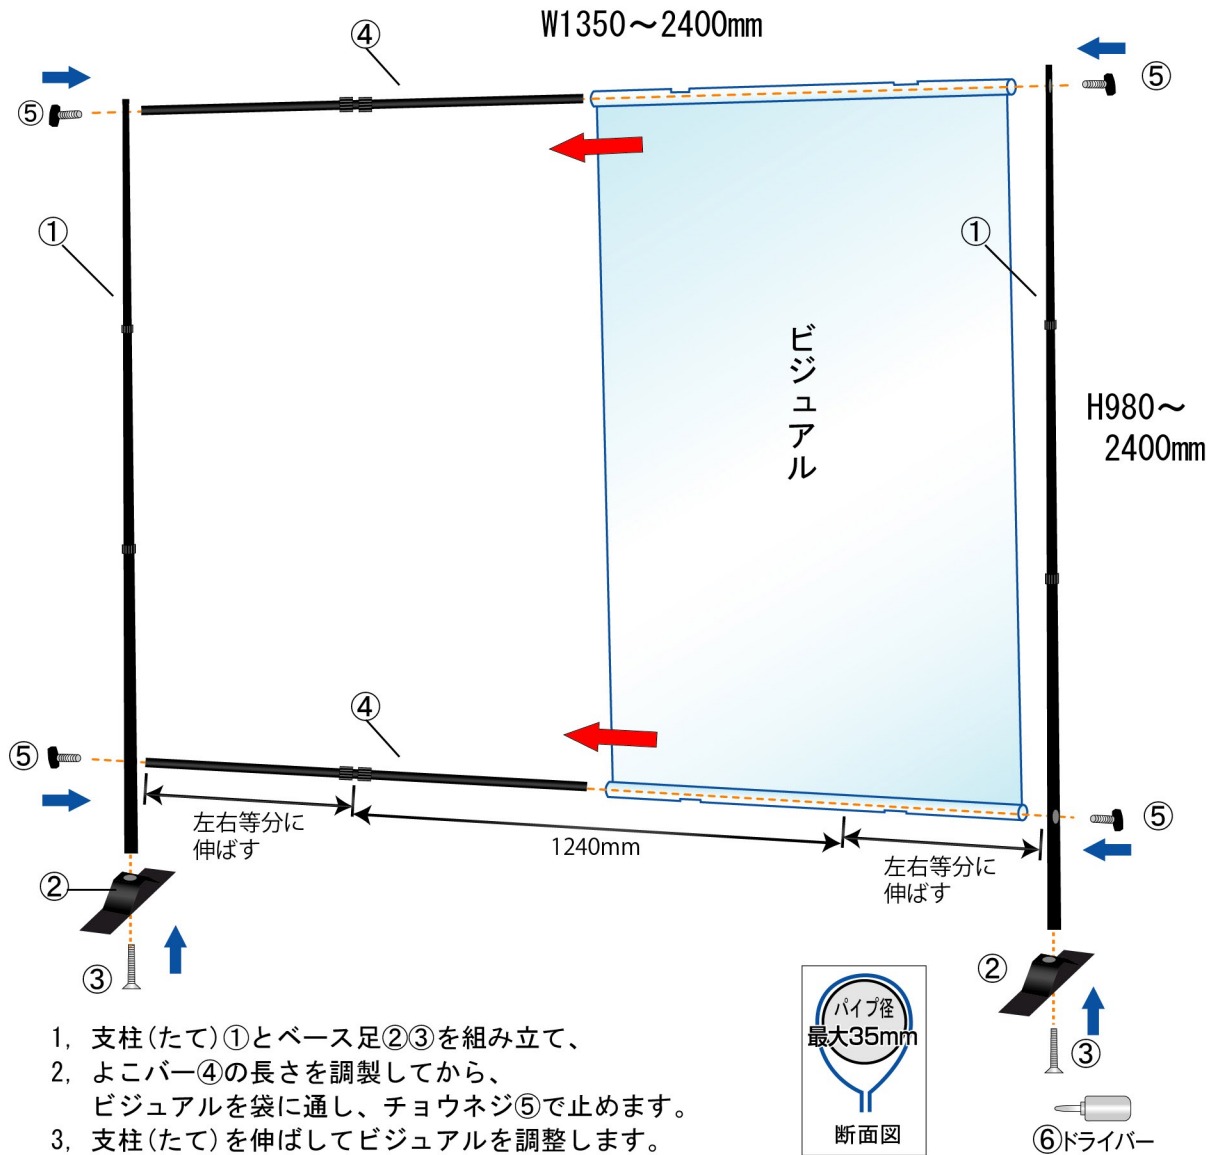 W1350～2400mm
④
⑤
⑤
①
①
ビジュアル
H980～
2400mm
④
⑤
⑤
左右等分に
伸ばす
1240mm
左右等分に
伸ばす
②
②
③
③
パイプ径
最大35mm
断面図
⑥ドライバー
1, 支柱(たて)①とベース足②③を組み立て、
2, よこバー④の長さを調製してから、
ビジュアルを袋に通し、チョウネジ⑤で止めます。
3, 支柱(たて)を伸ばしてビジュアルを調整します。